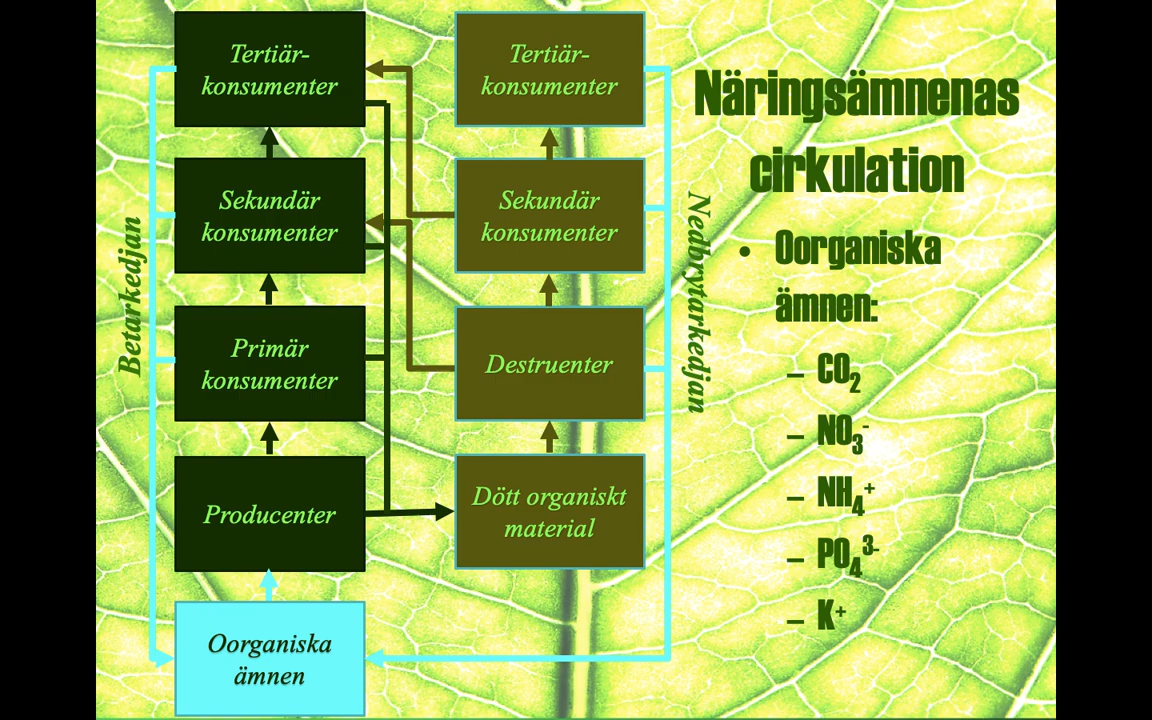 Tertiär-
konsumenter
Sekundär
konsumenter
Primär
konsumenter
Producenter
Oorganiska
ämnen
Betarkedjan
Tertiär-
konsumenter
Sekundär
konsumenter
Destruenter
Dött organiskt
material
Nedbrytarkedjan
Näringsämnenas
cirkulation
• Oorganiska
ämnen:
– CO₂
– NO₃⁻
– NH₄⁺
– PO₄³⁻
– K⁺